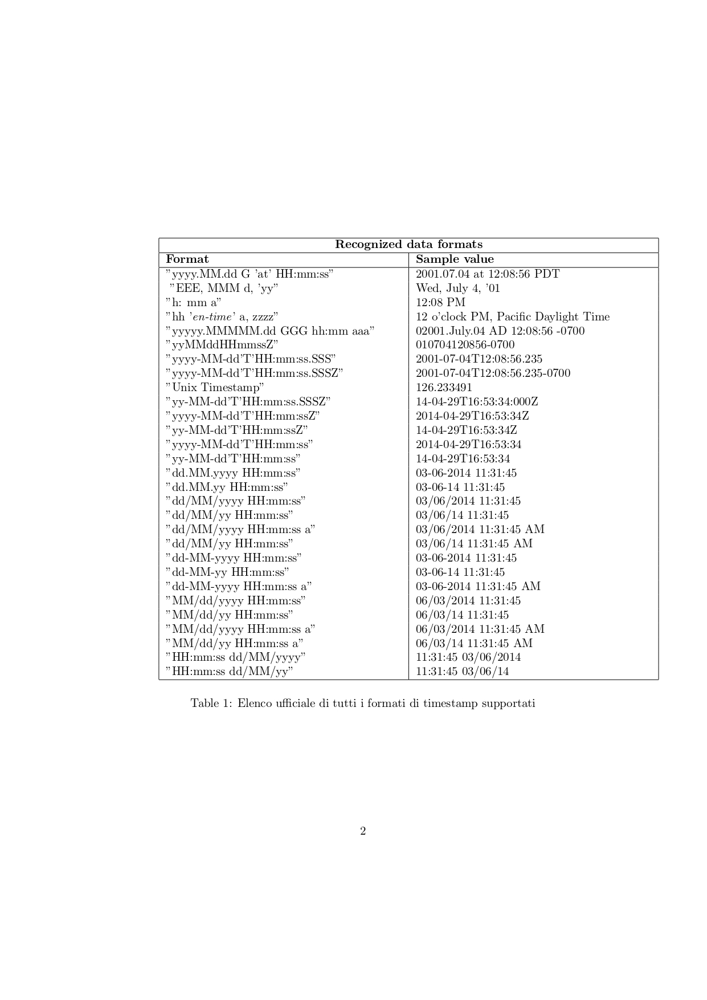 Recognized data formats
Format Sample value
”yyyy.MM.dd G ’at’ HH:mm:ss” 2001.07.04 at 12:08:56 PDT
”EEE, MMM d, ’yy” Wed, July 4, ’01
”h: mm a” 12:08 PM
”hh ’en-time’ a, zzzz” 12 o’clock PM, Pacific Daylight Time
”yyyyy.MMMMM.dd GGG hh:mm aaa” 02001.July.04 AD 12:08:56 -0700
”yyMMddHHmmssZ” 010704120856-0700
”yyyy-MM-dd’T’HH:mm:ss.SSS” 2001-07-04T12:08:56.235
”yyyy-MM-dd’T’HH:mm:ss.SSSZ” 2001-07-04T12:08:56.235-0700
”Unix Timestamp” 126.233491
”yy-MM-dd’T’HH:mm:ss.SSSZ” 14-04-29T16:53:34:000Z
”yyyy-MM-dd’T’HH:mm:ssZ” 2014-04-29T16:53:34Z
”yy-MM-dd’T’HH:mm:ssZ” 14-04-29T16:53:34Z
”yyyy-MM-dd’T’HH:mm:ss” 2014-04-29T16:53:34
”yy-MM-dd’T’HH:mm:ss” 14-04-29T16:53:34
”dd.MM.yyyy HH:mm:ss” 03-06-2014 11:31:45
”dd.MM.yy HH:mm:ss” 03-06-14 11:31:45
”dd/MM/yyyy HH:mm:ss” 03/06/2014 11:31:45
”dd/MM/yy HH:mm:ss” 03/06/14 11:31:45
”dd/MM/yyyy HH:mm:ss a” 03/06/2014 11:31:45 AM
”dd/MM/yy HH:mm:ss” 03/06/14 11:31:45 AM
”dd-MM-yyyy HH:mm:ss” 03-06-2014 11:31:45
”dd-MM-yy HH:mm:ss” 03-06-14 11:31:45
”dd-MM-yyyy HH:mm:ss a” 03-06-2014 11:31:45 AM
”MM/dd/yyyy HH:mm:ss” 06/03/2014 11:31:45
”MM/dd/yy HH:mm:ss” 06/03/14 11:31:45
”MM/dd/yyyy HH:mm:ss a” 06/03/2014 11:31:45 AM
”MM/dd/yy HH:mm:ss a” 06/03/14 11:31:45 AM
”HH:mm:ss dd/MM/yyyy” 11:31:45 03/06/2014
”HH:mm:ss dd/MM/yy” 11:31:45 03/06/14
Table 1: Elenco ufficiale di tutti i formati di timestamp supportati
2